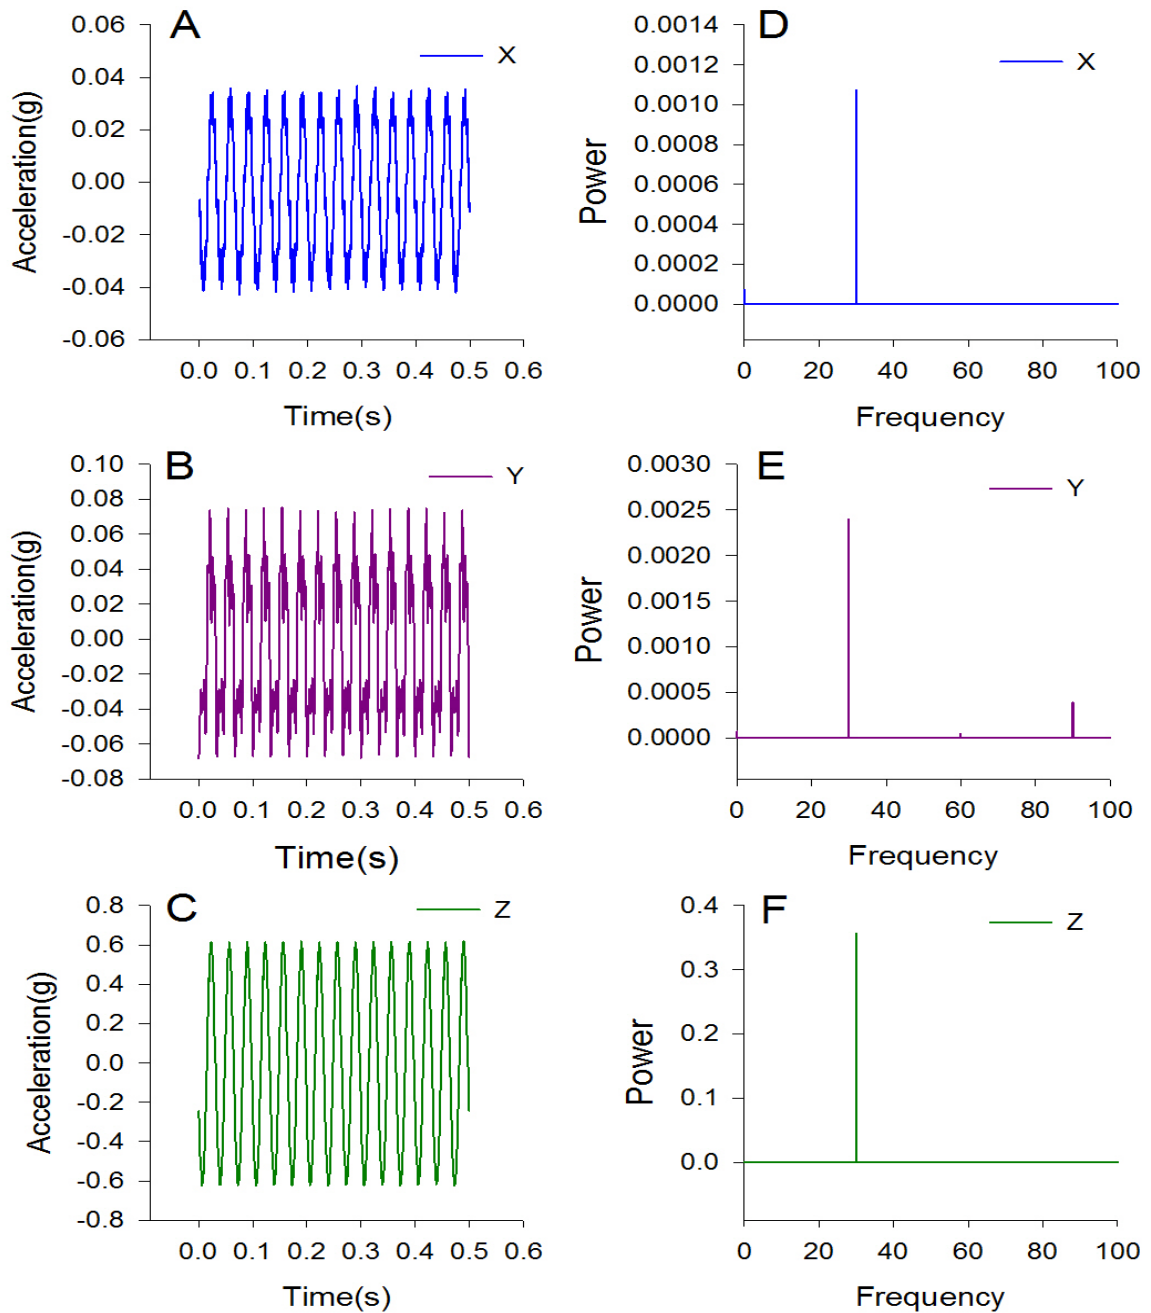 A
X
0.06
0.04
0.02
0.00
-0.02
-0.04
-0.06
Acceleration(g)
0.0 0.1 0.2 0.3 0.4 0.5 0.6
Time(s)
D
X
0.0014
0.0012
0.0010
0.0008
0.0006
0.0004
0.0002
0.0000
Power
0 20 40 60 80 100
Frequency
B
Y
0.10
0.08
0.06
0.04
0.02
0.00
-0.02
-0.04
-0.06
-0.08
Acceleration(g)
0.0 0.1 0.2 0.3 0.4 0.5 0.6
Time(s)
E
Y
0.0030
0.0025
0.0020
0.0015
0.0010
0.0005
0.0000
Power
0 20 40 60 80 100
Frequency
C
Z
0.8
0.6
0.4
0.2
0.0
-0.2
-0.4
-0.6
-0.8
Acceleration(g)
0.0 0.1 0.2 0.3 0.4 0.5 0.6
Time(s)
F
Z
0.4
0.3
0.2
0.1
0.0
Power
0 20 40 60 80 100
Frequency